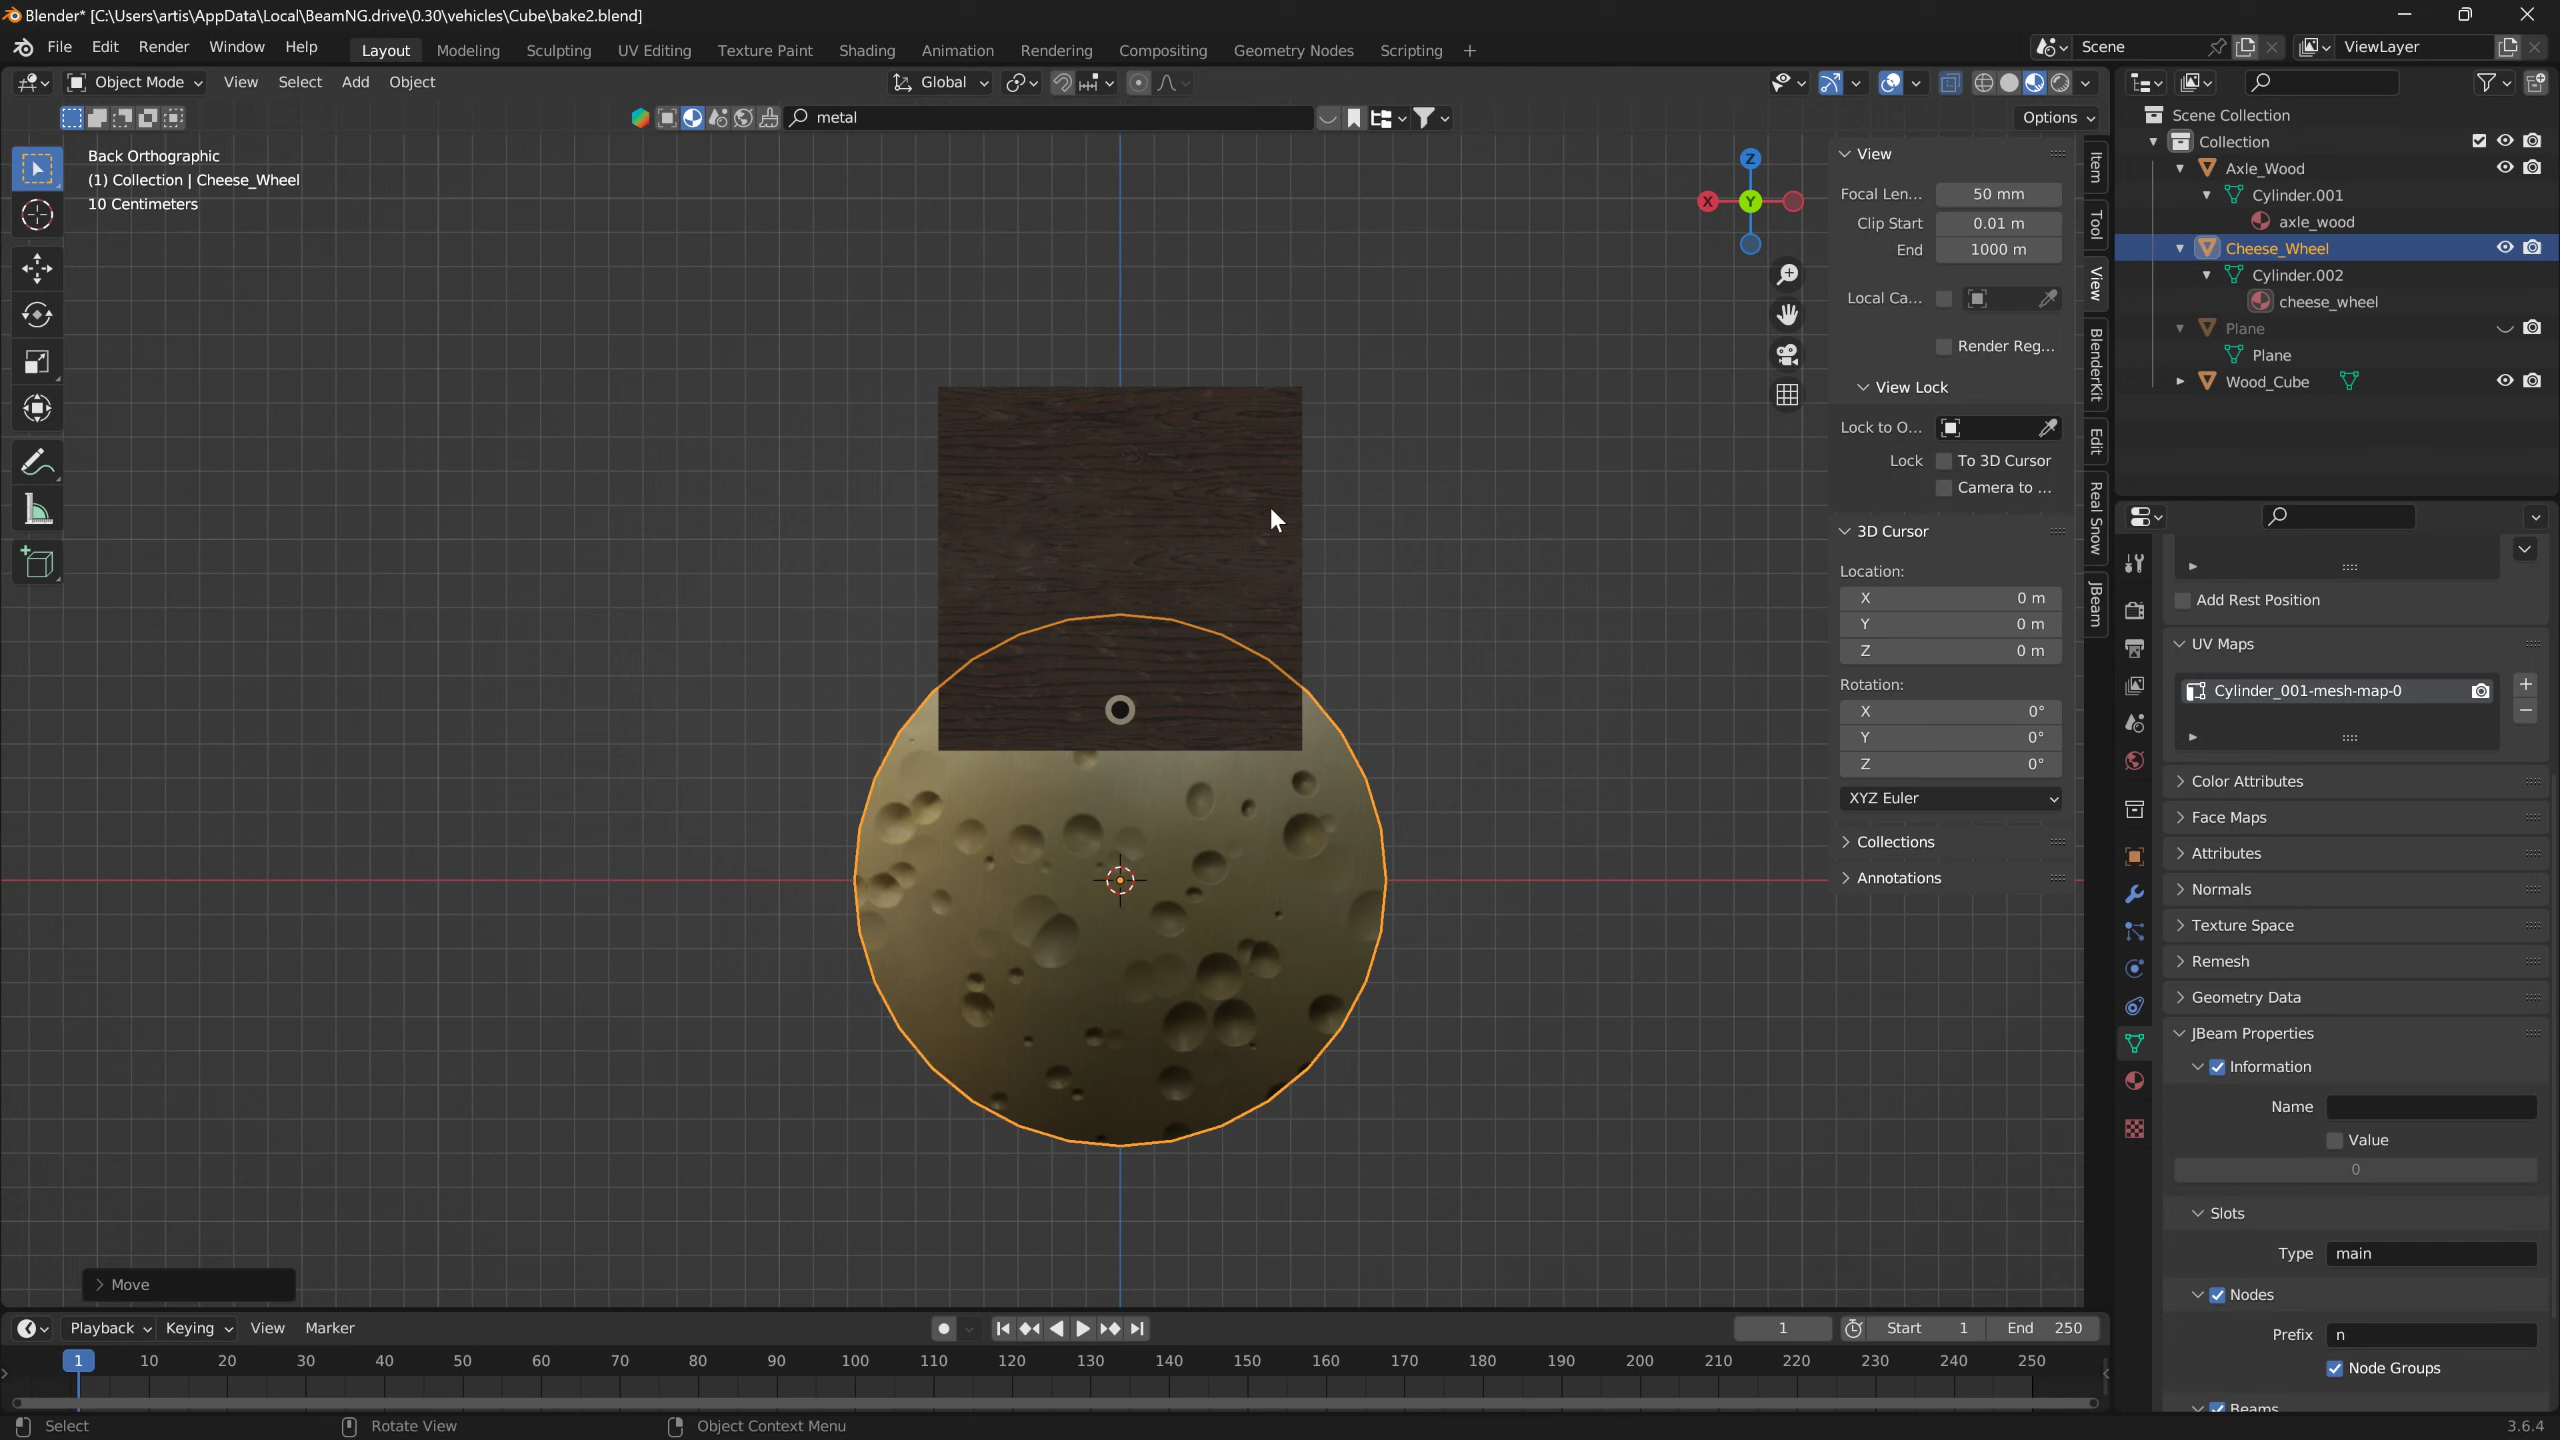 Blender* [C:\Users\artis\AppData\Local\BeamNG.drive\0.30\vehicles\Cube\bake2.blend]
File Edit Render Window Help Layout Modeling Sculpting UV Editing Texture Paint Shading Animation Rendering Compositing Geometry Nodes Scripting + Scene ViewLayer
Object Mode View Select Add Object Global
metal Options
Back Orthographic
(1) Collection | Cheese_Wheel
10 Centimeters
Z
X Y
View
Focal Len... 50 mm
Clip Start 0.01 m
End 1000 m
Local Ca...
Render Reg...
View Lock
Lock to O...
Lock To 3D Cursor
Camera to ...
3D Cursor
Location:
X 0 m
Y 0 m
Z 0 m
Rotation:
X 0°
Y 0°
Z 0°
XYZ Euler
Collections
Annotations
Item
Tool
View
BlenderKit
Edit
Real Snow
JBeam
Scene Collection
Collection
Axle_Wood
Cylinder.001
axle_wood
Cheese_Wheel
Cylinder.002
cheese_wheel
Plane
Plane
Wood_Cube
Add Rest Position
UV Maps
Cylinder_001-mesh-map-0
Color Attributes
Face Maps
Attributes
Normals
Texture Space
Remesh
Geometry Data
JBeam Properties
Information
Name
Value
0
Slots
Type main
Nodes
Prefix n
Node Groups
Beams
Move
Playback Keying View Marker 1 Start 1 End 250
1 10 20 30 40 50 60 70 80 90 100 110 120 130 140 150 160 170 180 190 200 210 220 230 240 250
Select Rotate View Object Context Menu 3.6.4